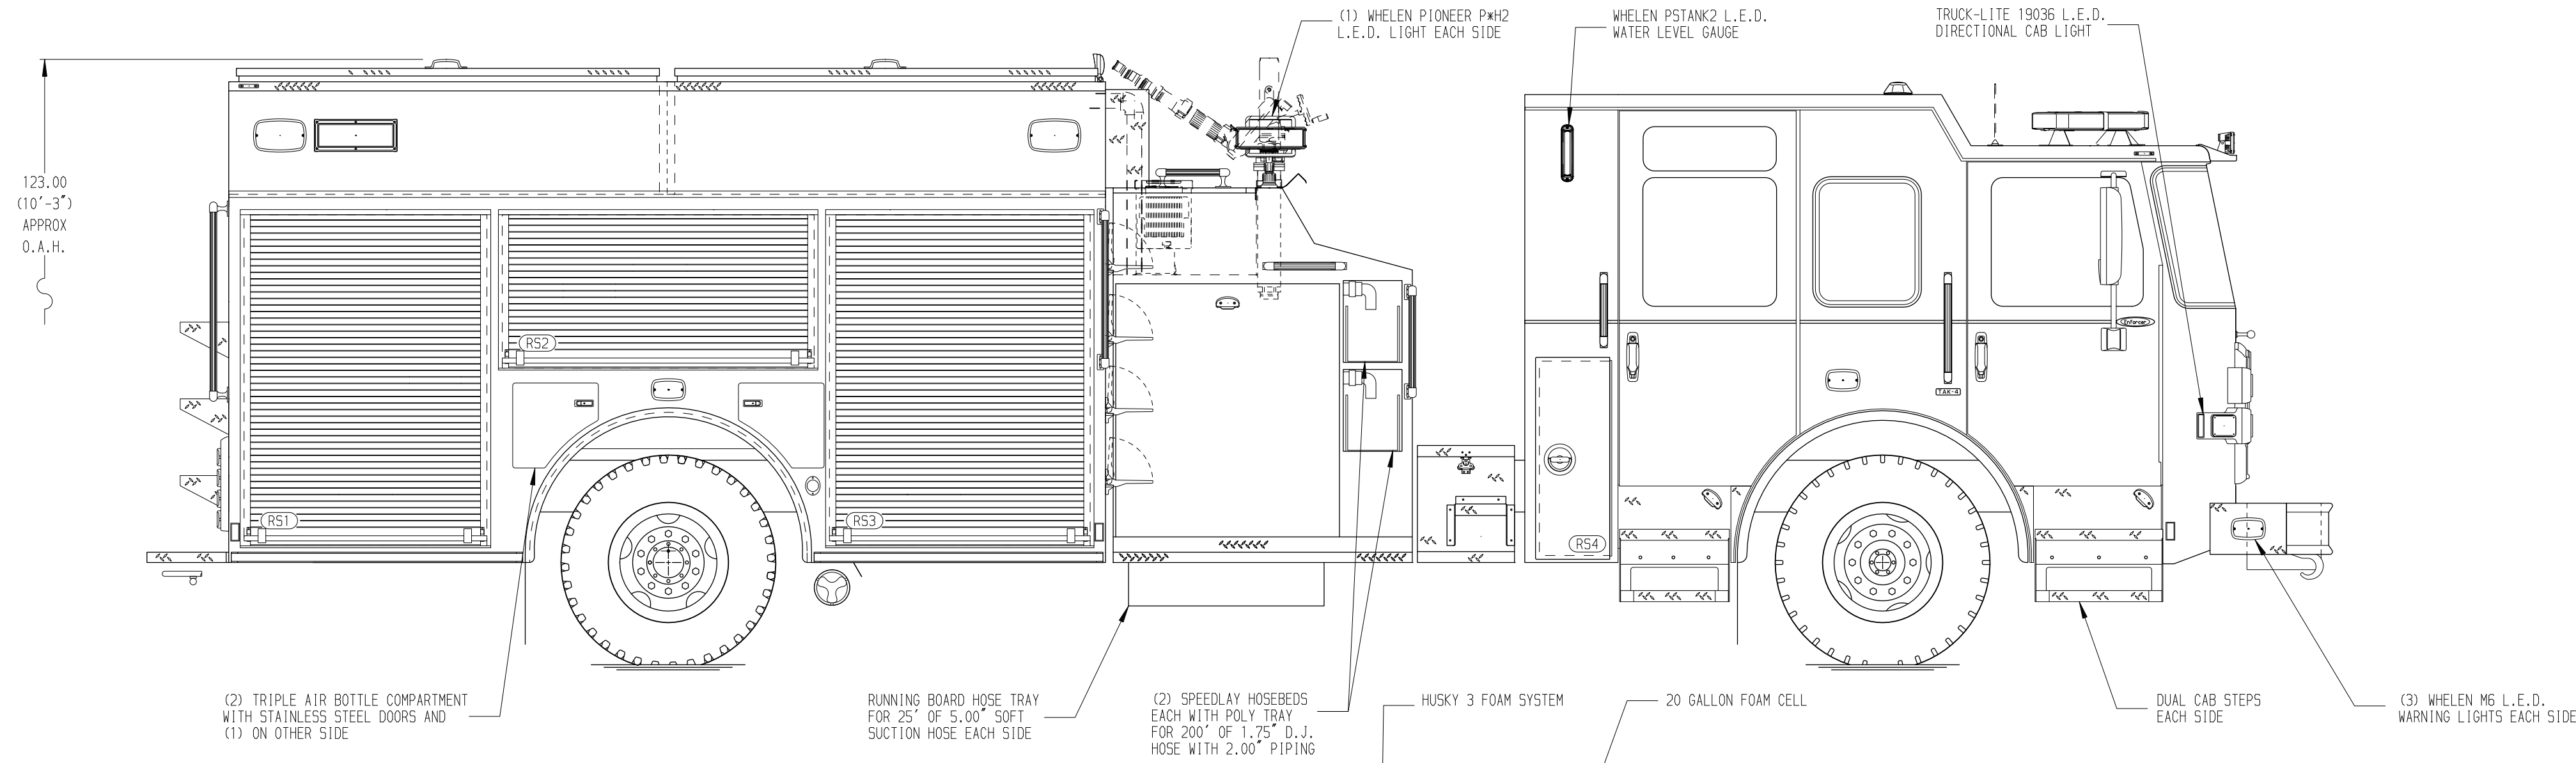 (1) WHELEN PIONEER P*H2
L.E.D. LIGHT EACH SIDE
WHELEN PSTANK2 L.E.D.
WATER LEVEL GAUGE
TRUCK-LITE 19036 L.E.D.
DIRECTIONAL CAB LIGHT
123.00
(10'-3")
APPROX
O.A.H.
RS2
Enforcer
TAK-4
RS1
RS3
RS4
(2) TRIPLE AIR BOTTLE COMPARTMENT
WITH STAINLESS STEEL DOORS AND
(1) ON OTHER SIDE
RUNNING BOARD HOSE TRAY
FOR 25' OF 5.00" SOFT
SUCTION HOSE EACH SIDE
(2) SPEEDLAY HOSEBEDS
EACH WITH POLY TRAY
FOR 200' OF 1.75" D.J.
HOSE WITH 2.00" PIPING
HUSKY 3 FOAM SYSTEM
20 GALLON FOAM CELL
DUAL CAB STEPS
EACH SIDE
(3) WHELEN M6 L.E.D.
WARNING LIGHTS EACH SIDE